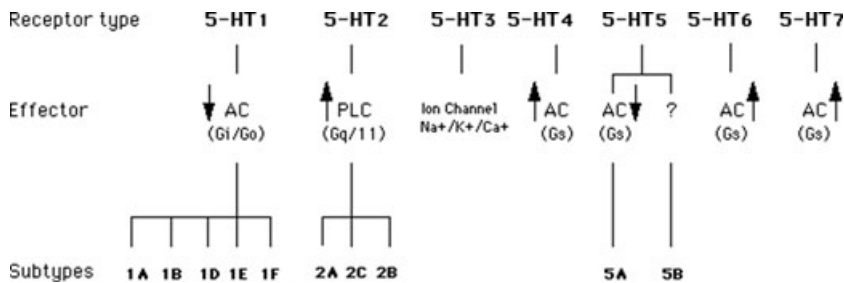 Receptor type 5-HT1 5-HT2 5-HT3 5-HT4 5-HT5 5-HT6 5-HT7
Effector AC PLC Ion Channel AC AC ? AC AC
(Gi/Go) (Gq/11) Na+/K+/Ca+ (Gs) (Gs) (Gs) (Gs)
Subtypes 1A 1B 1D 1E 1F 2A 2C 2B 5A 5B